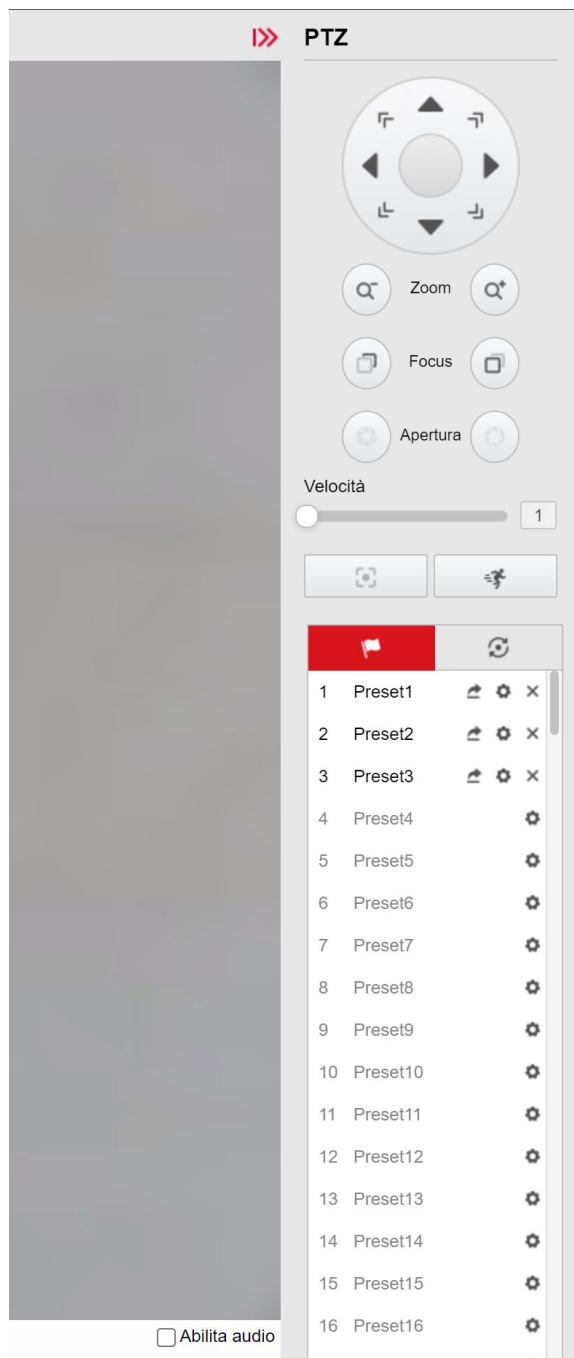 PTZ
Zoom
Focus
Apertura
Velocità
1
1 Preset1
2 Preset2
3 Preset3
4 Preset4
5 Preset5
6 Preset6
7 Preset7
8 Preset8
9 Preset9
10 Preset10
11 Preset11
12 Preset12
13 Preset13
14 Preset14
15 Preset15
16 Preset16
Abilita audio